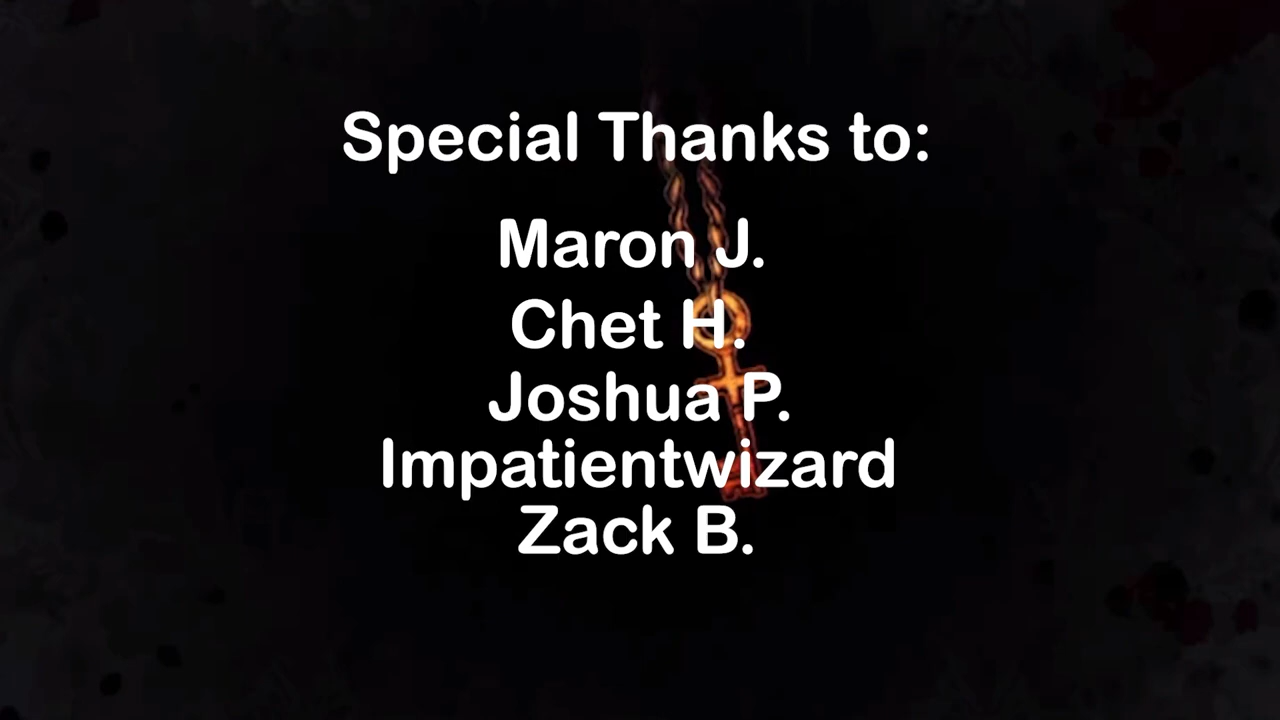 Special Thanks to:
Maron J.
Chet H.
Joshua P.
Impatientwizard
Zack B.